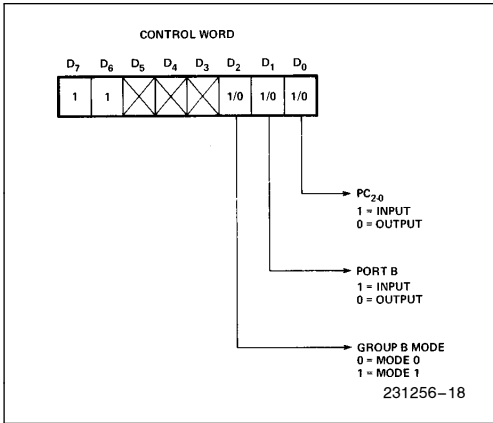 CONTROL WORD
D7 D6 D5 D4 D3 D2 D1 D0
1 1 1/0 1/0 1/0
PC2-0
1 = INPUT
0 = OUTPUT
PORT B
1 = INPUT
0 = OUTPUT
GROUP B MODE
0 = MODE 0
1 = MODE 1
231256–18